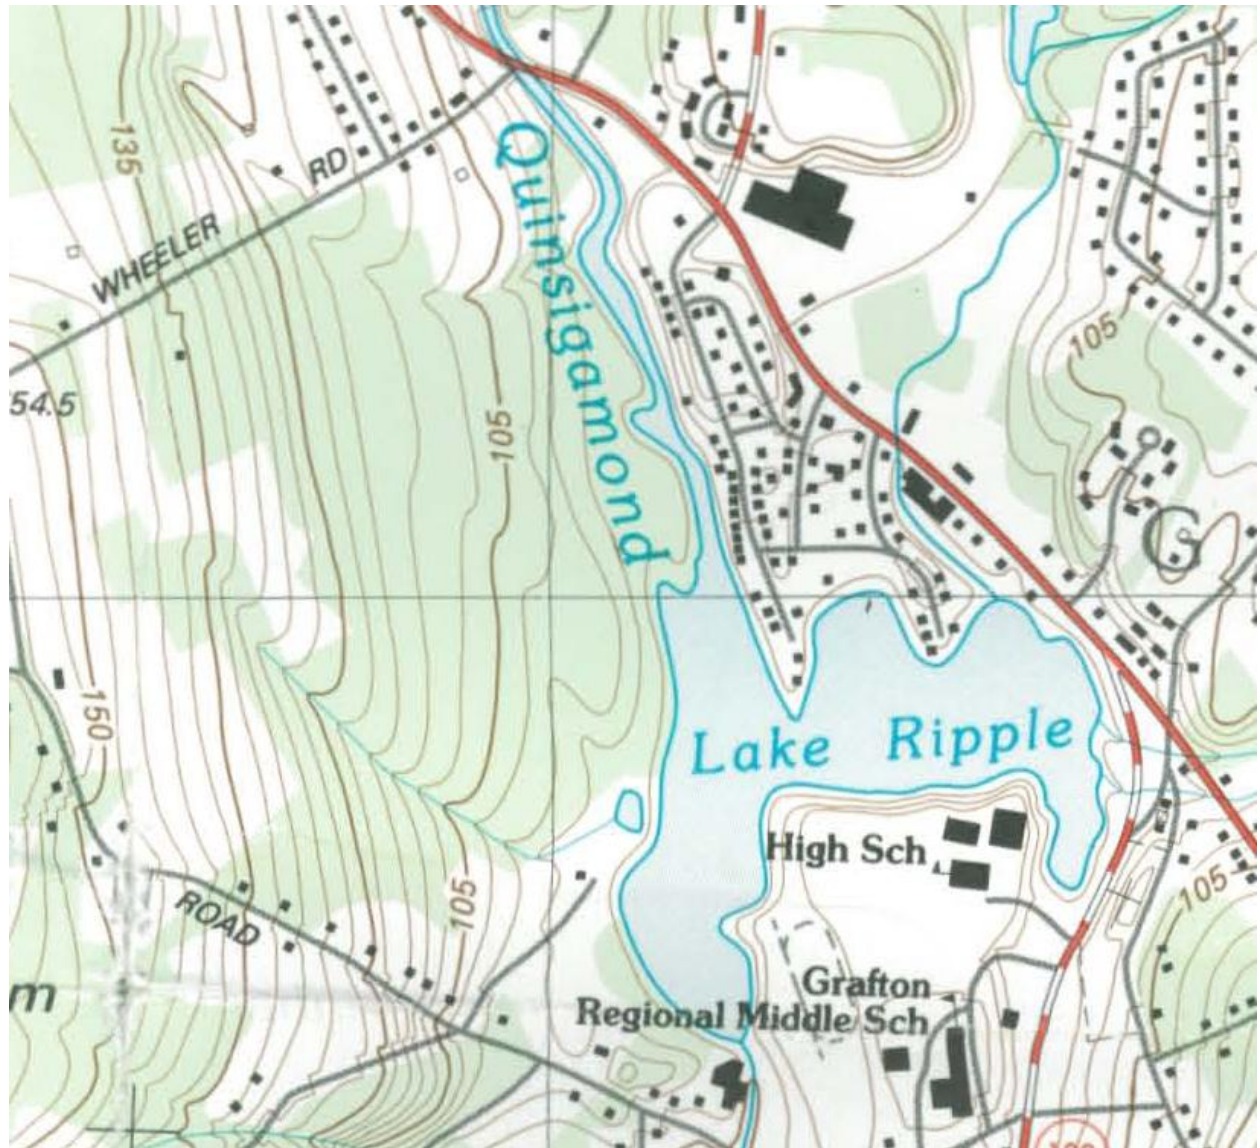 135
RD
WHEELER
Quinsigamond
105
54.5
105
G
150
Lake Ripple
High Sch
105
105
ROAD
Grafton
Regional Middle Sch
m